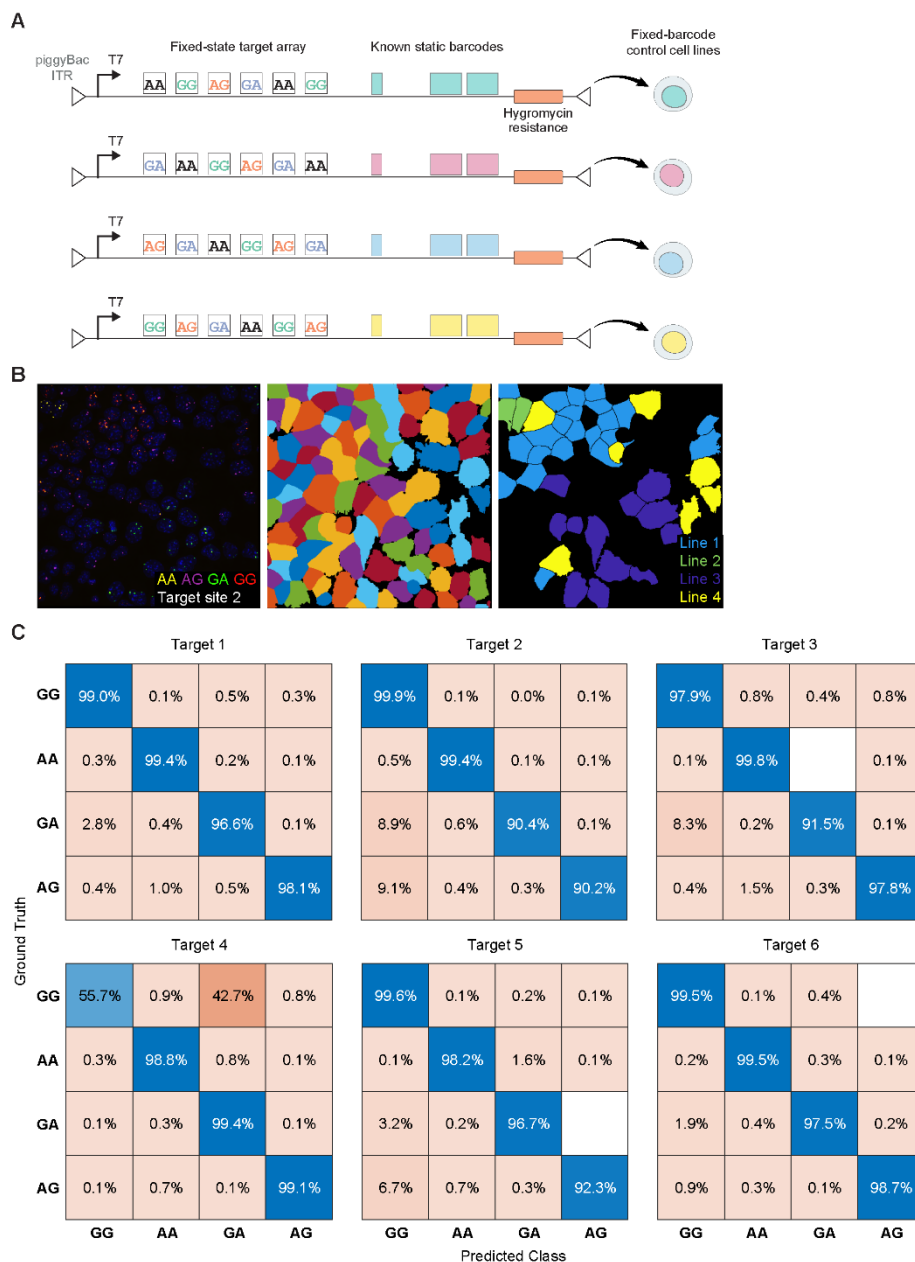 A
Fixed-state target array
Known static barcodes
Fixed-barcode
control cell lines
piggyBac
ITR
T7
AA GG AG GA AA GG
Hygromycin
resistance
T7
GA AA GG AG GA AA
T7
AG GA AA GG AG GA
T7
GG AG GA AA GG AG
B
AA AG GA GG
Target site 2
Line 1
Line 2
Line 3
Line 4
C
Target 1 Target 2 Target 3
GG 99.0% 0.1% 0.5% 0.3% 99.9% 0.1% 0.0% 0.1% 97.9% 0.8% 0.4% 0.8%
AA 0.3% 99.4% 0.2% 0.1% 0.5% 99.4% 0.1% 0.1% 0.1% 99.8% 0.1%
GA 2.8% 0.4% 96.6% 0.1% 8.9% 0.6% 90.4% 0.1% 8.3% 0.2% 91.5% 0.1%
AG 0.4% 1.0% 0.5% 98.1% 9.1% 0.4% 0.3% 90.2% 0.4% 1.5% 0.3% 97.8%
Ground Truth
Target 4 Target 5 Target 6
GG 55.7% 0.9% 42.7% 0.8% 99.6% 0.1% 0.2% 0.1% 99.5% 0.1% 0.4%
AA 0.3% 98.8% 0.8% 0.1% 0.1% 98.2% 1.6% 0.1% 0.2% 99.5% 0.3% 0.1%
GA 0.1% 0.3% 99.4% 0.1% 3.2% 0.2% 96.7% 1.9% 0.4% 97.5% 0.2%
AG 0.1% 0.7% 0.1% 99.1% 6.7% 0.7% 0.3% 92.3% 0.9% 0.3% 0.1% 98.7%
GG AA GA AG GG AA GA AG GG AA GA AG
Predicted Class